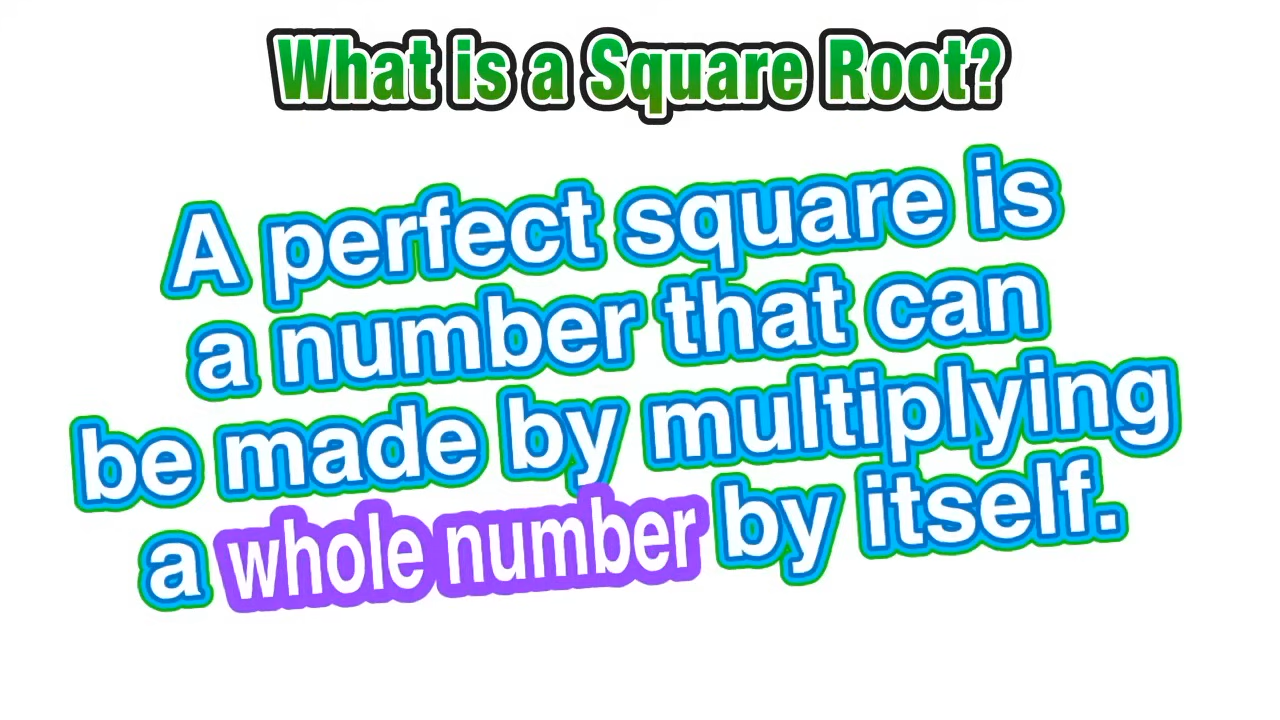 What is a Square Root?
A perfect square is
a number that can
be made by multiplying
a whole number by itself.